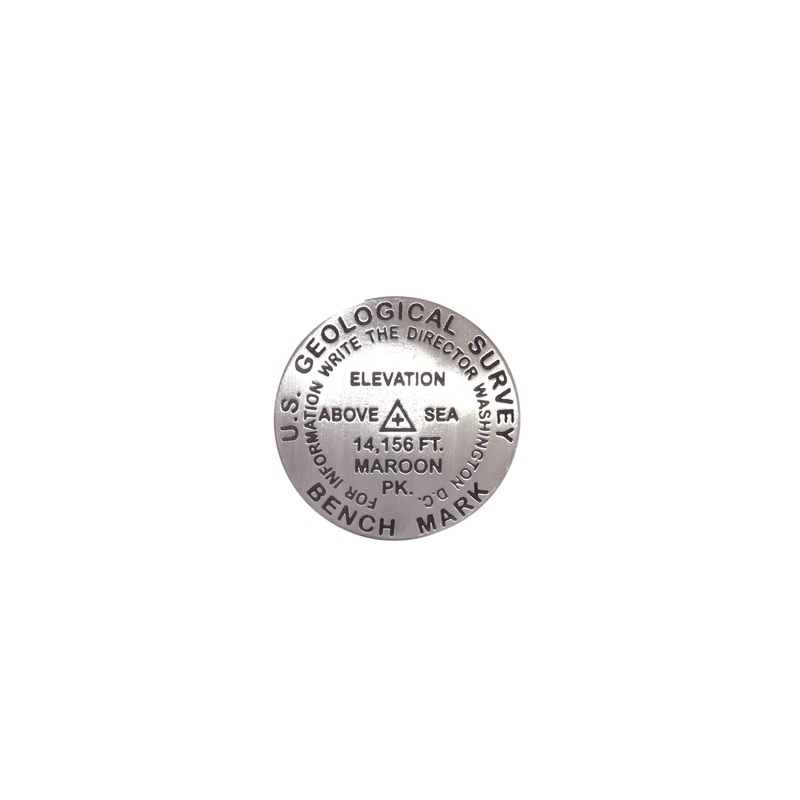 U.S. GEOLOGICAL SURVEY
FOR INFORMATION WRITE THE DIRECTOR WASHINGTON D.C.
ELEVATION
ABOVE SEA
14,156 FT.
MAROON
PK.
BENCH MARK